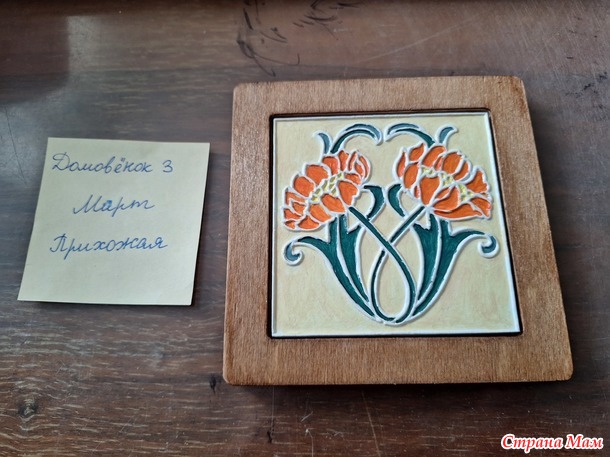 Домовёнок 3
Март
Прихожая
Страна Мам